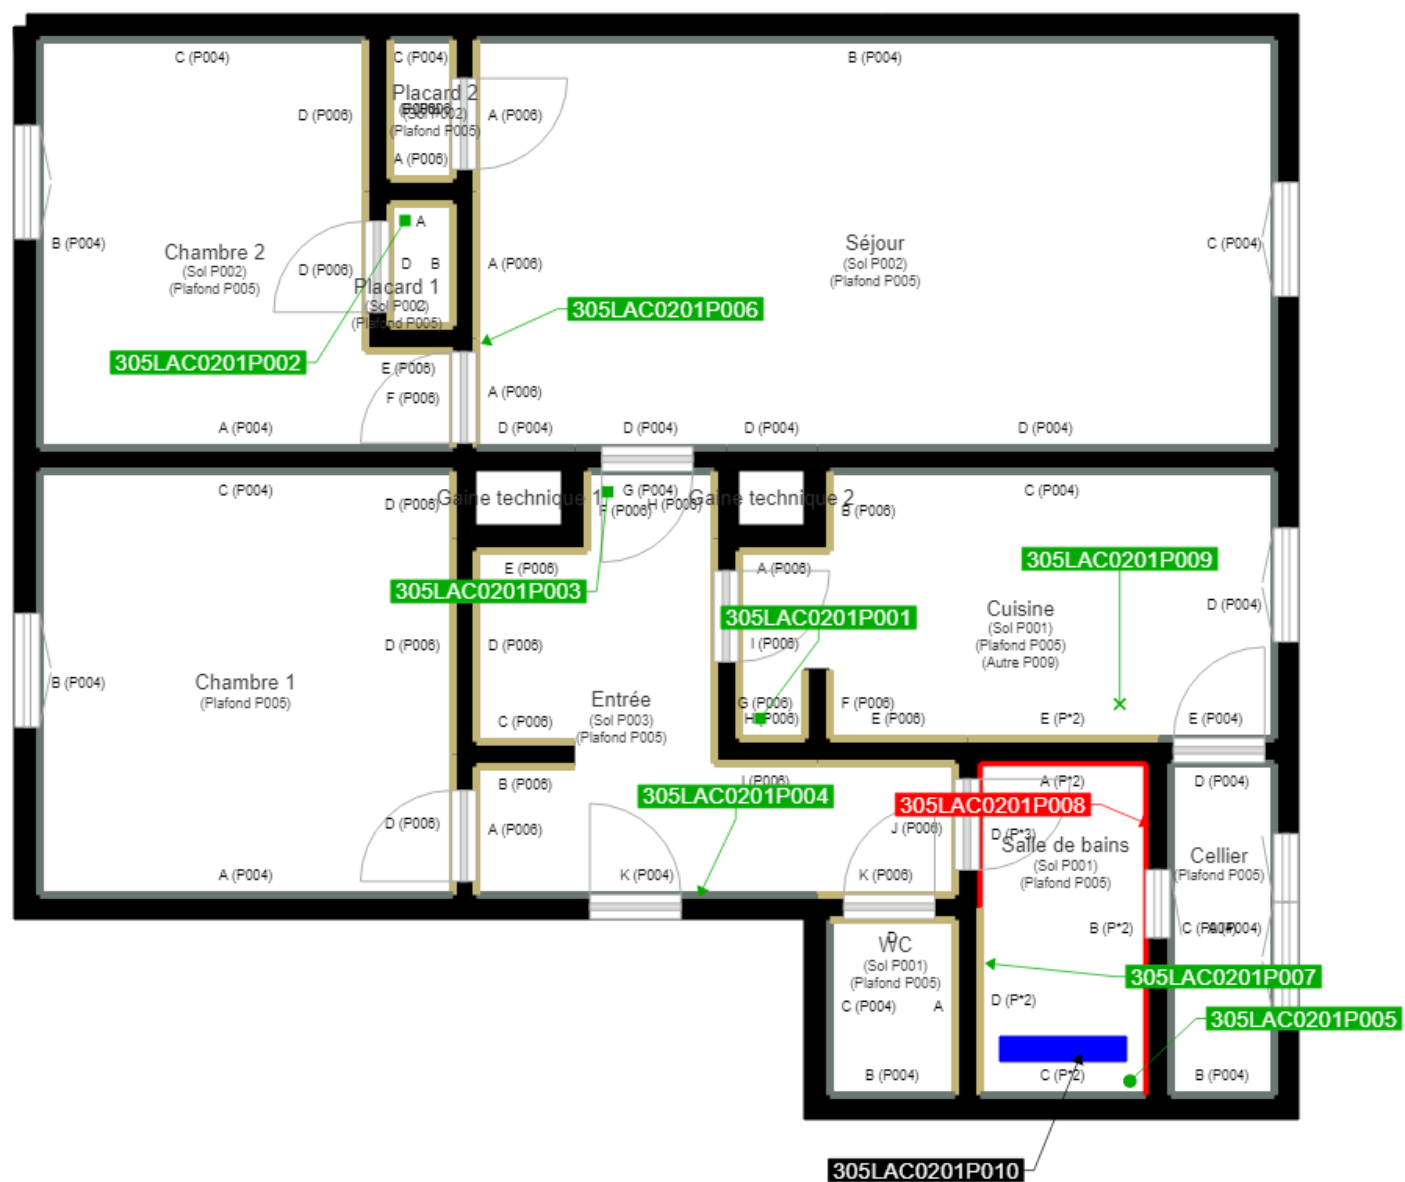 C (P004)
C (P004)
B (P004)
Placard 2
(Sol P002)
(Plafond P005)
D (P006)
A (P006)
A (P006)
A
B (P004)
Chambre 2
(Sol P002)
(Plafond P005)
D (P006)
D B
A (P006)
Séjour
(Sol P002)
(Plafond P005)
C (P004)
Placard 1
(Sol P002)
(Plafond P005)
305LAC0201P006
305LAC0201P002
E (P006)
F (P006)
A (P006)
A (P004)
D (P004)
D (P004)
D (P004)
D (P004)
C (P004)
D (P006)
Gaine technique 1
G (P004)
H (P006)
F (P006)
Gaine technique 2
B (P006)
C (P004)
E (P006)
305LAC0201P003
A (P006)
305LAC0201P009
305LAC0201P001
Cuisine
(Sol P001)
(Plafond P005)
(Autre P009)
D (P004)
D (P006)
D (P006)
I (P006)
B (P004)
Chambre 1
(Plafond P005)
Entrée
(Sol P003)
(Plafond P005)
C (P006)
G (P006)
H (P006)
F (P006)
E (P006)
E (P*2)
E (P004)
B (P006)
I (P006)
A (P*2)
D (P004)
305LAC0201P004
305LAC0201P008
D (P006)
A (P006)
J (P006)
D (P*3)
Salle de bains
(Sol P001)
(Plafond P005)
Cellier
(Plafond P005)
A (P004)
K (P004)
K (P006)
D
WC
(Sol P001)
(Plafond P005)
B (P*2)
C (P004)
A (P004)
305LAC0201P007
C (P004)
A
D (P*2)
305LAC0201P005
B (P004)
C (P*2)
B (P004)
305LAC0201P010